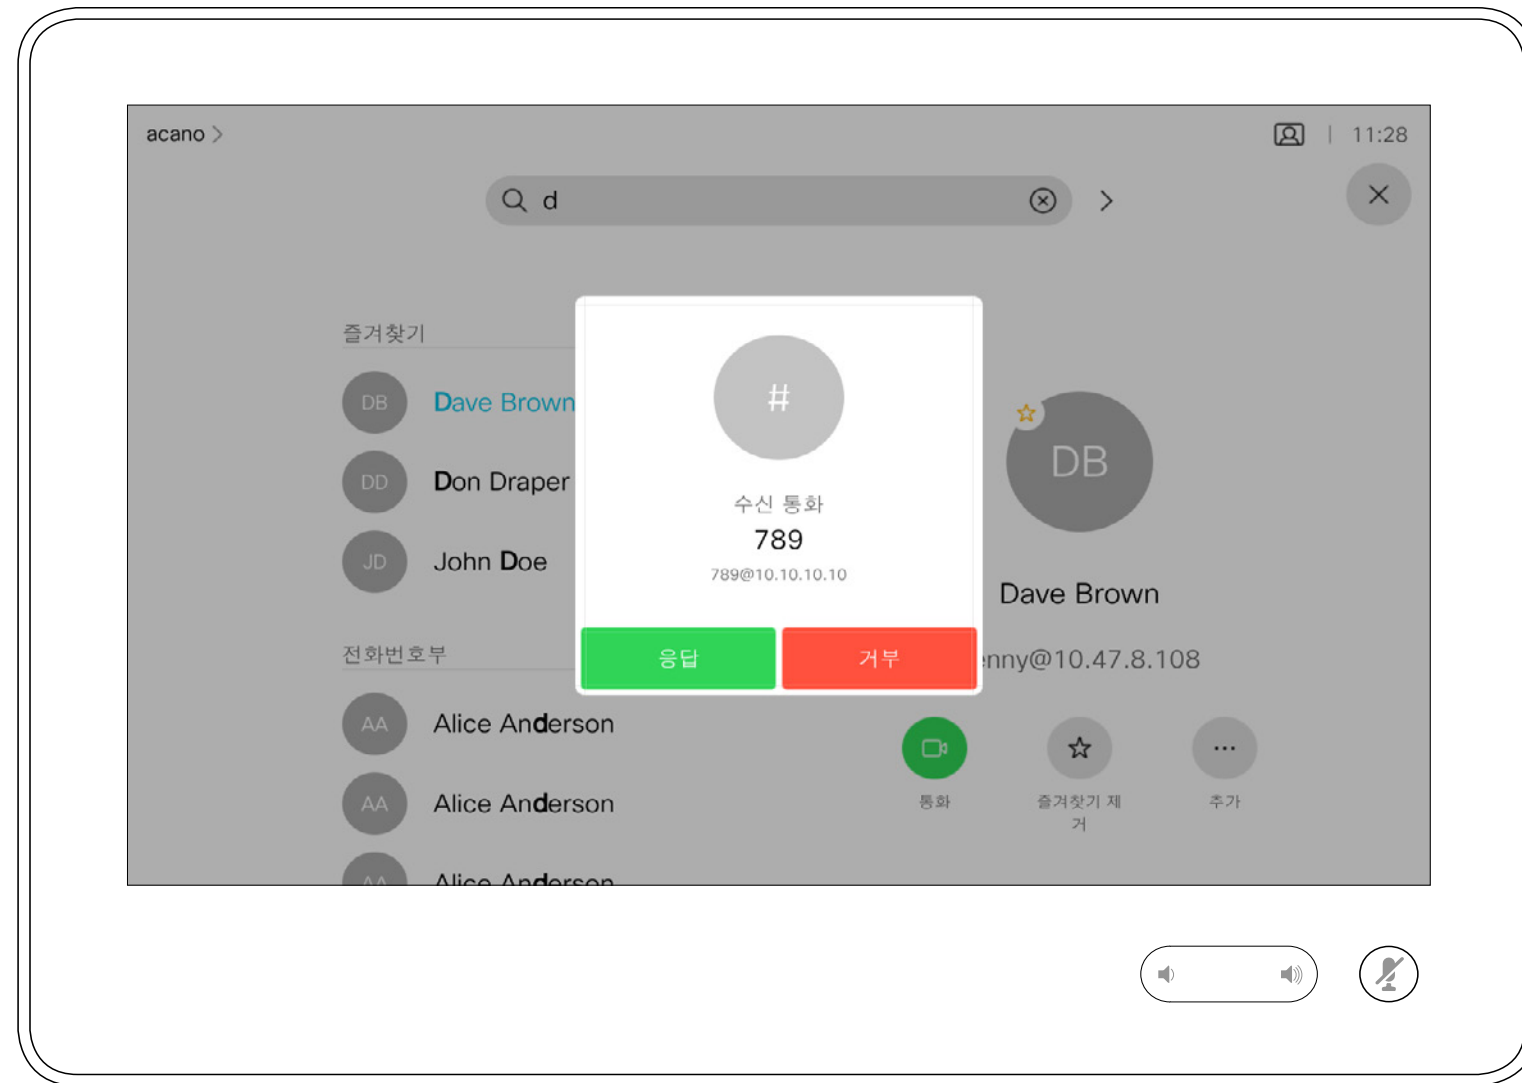 acano
11:28
d
즐겨찾기
DB
Dave Brown
DD
Don Draper
JD
John Doe
전화번호부
AA
Alice Anderson
AA
Alice Anderson
AA
Alice Anderson
#
수신 통화
789
789@10.10.10.10
응답
거부
DB
Dave Brown
nny@10.47.8.108
통화
즐겨찾기 제
거
추가